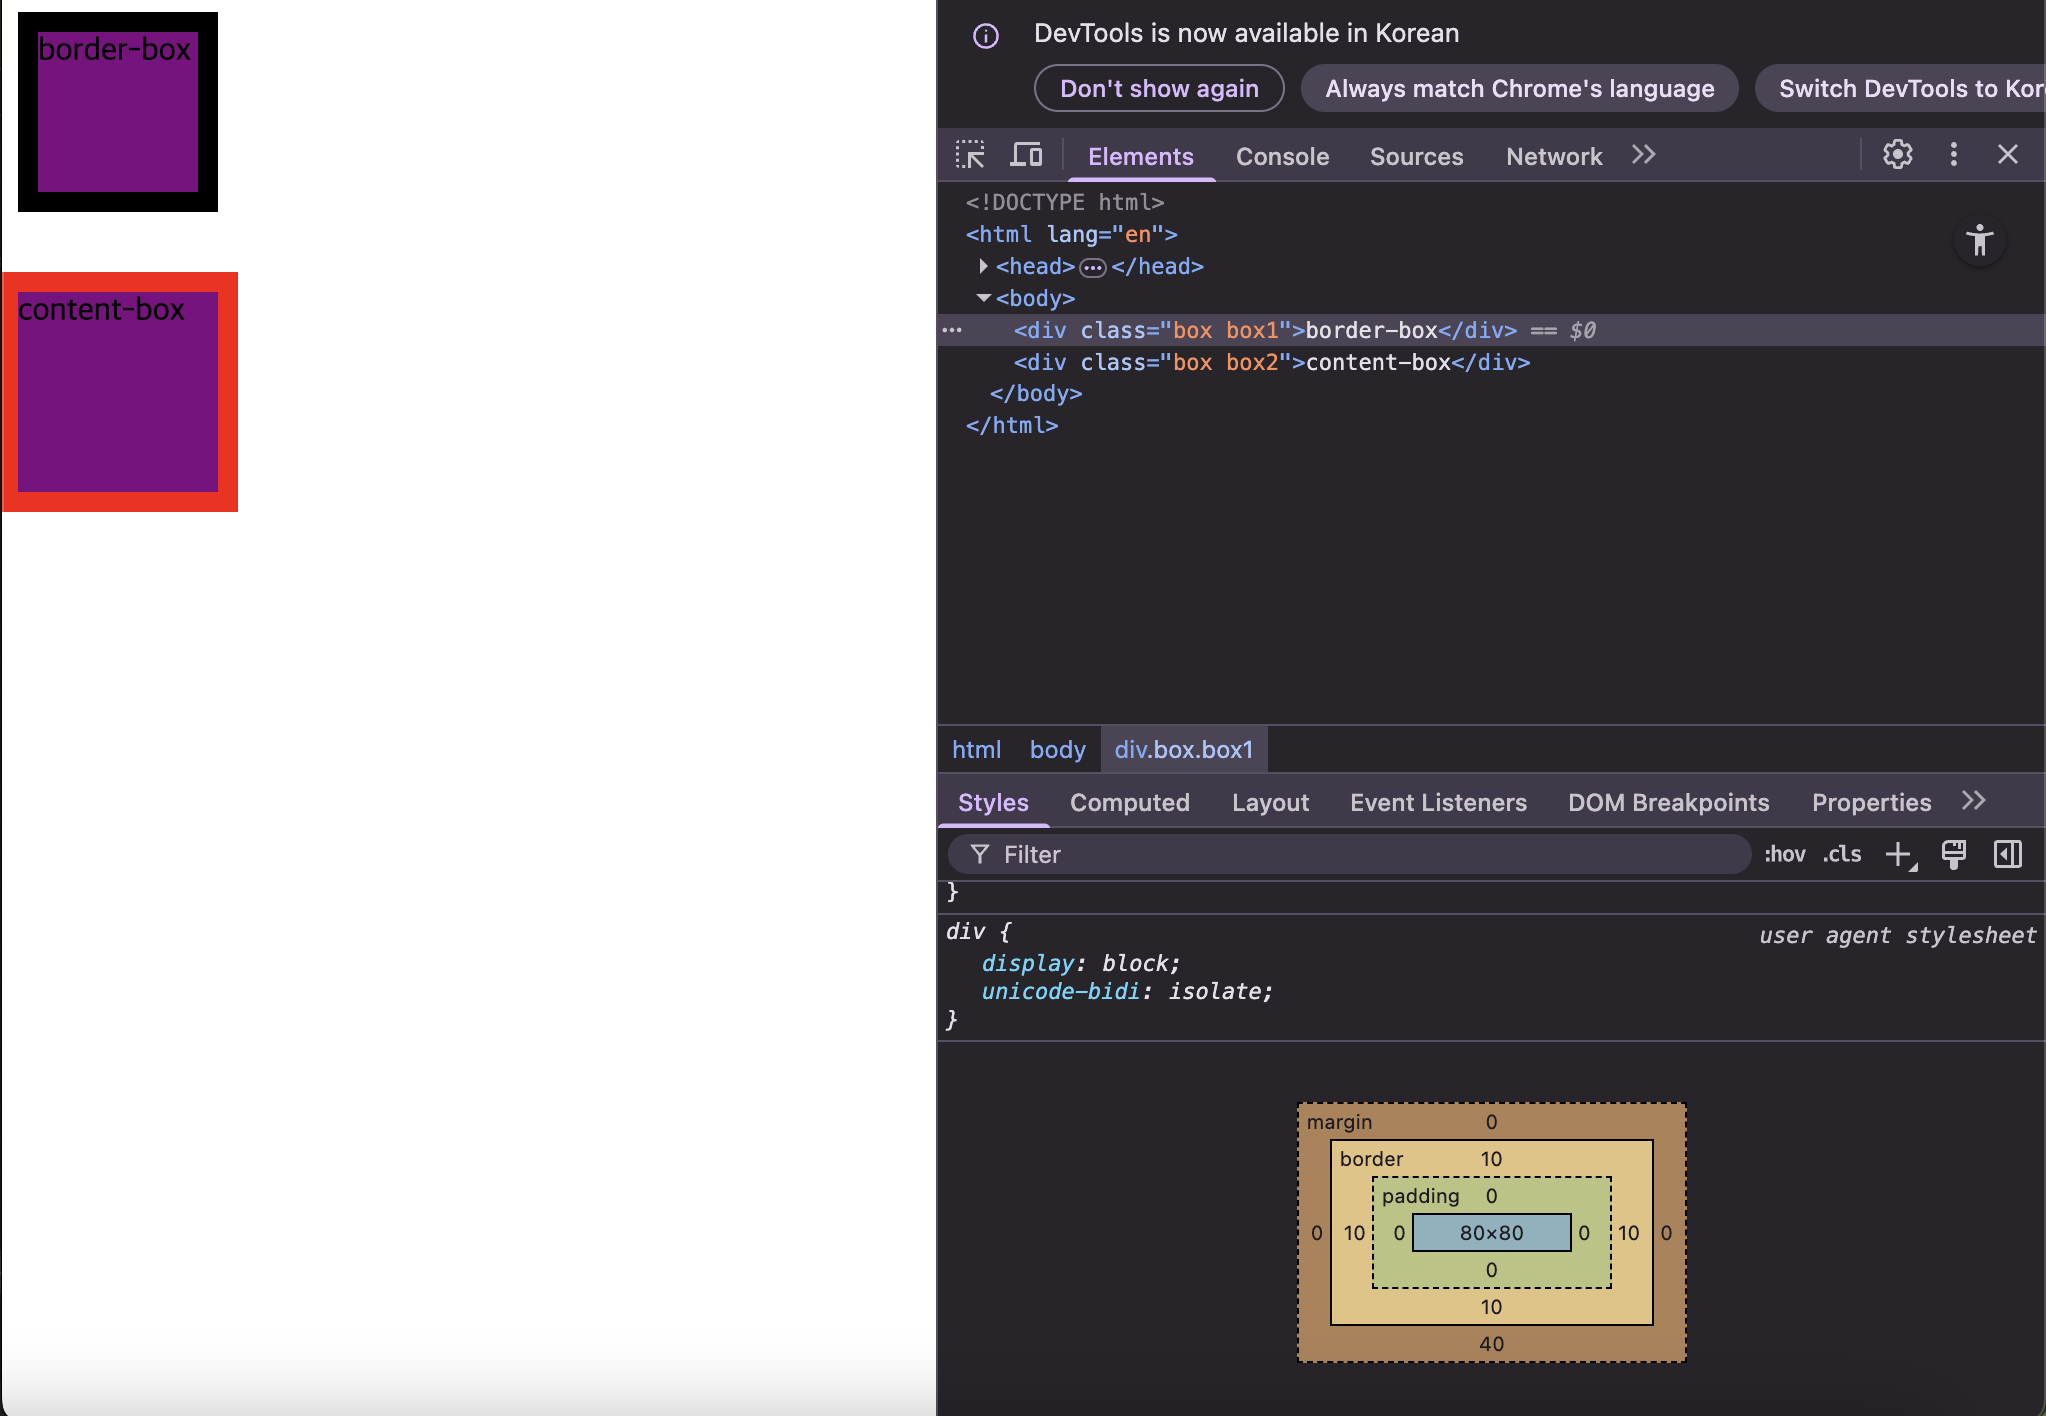 border-box
content-box
DevTools is now available in Korean
Don't show again
Always match Chrome's language
Switch DevTools to Kor
Elements
Console
Sources
Network
<!DOCTYPE html>
<html lang="en">
<head>…</head>
<body>
<div class="box box1">border-box</div> == $0
<div class="box box2">content-box</div>
</body>
</html>
html
body
div.box.box1
Styles
Computed
Layout
Event Listeners
DOM Breakpoints
Properties
Filter
:hov
.cls
}
div {
user agent stylesheet
display: block;
unicode-bidi: isolate;
}
margin
0
border
10
padding
0
0
10
0
80×80
0
10
0
0
10
40